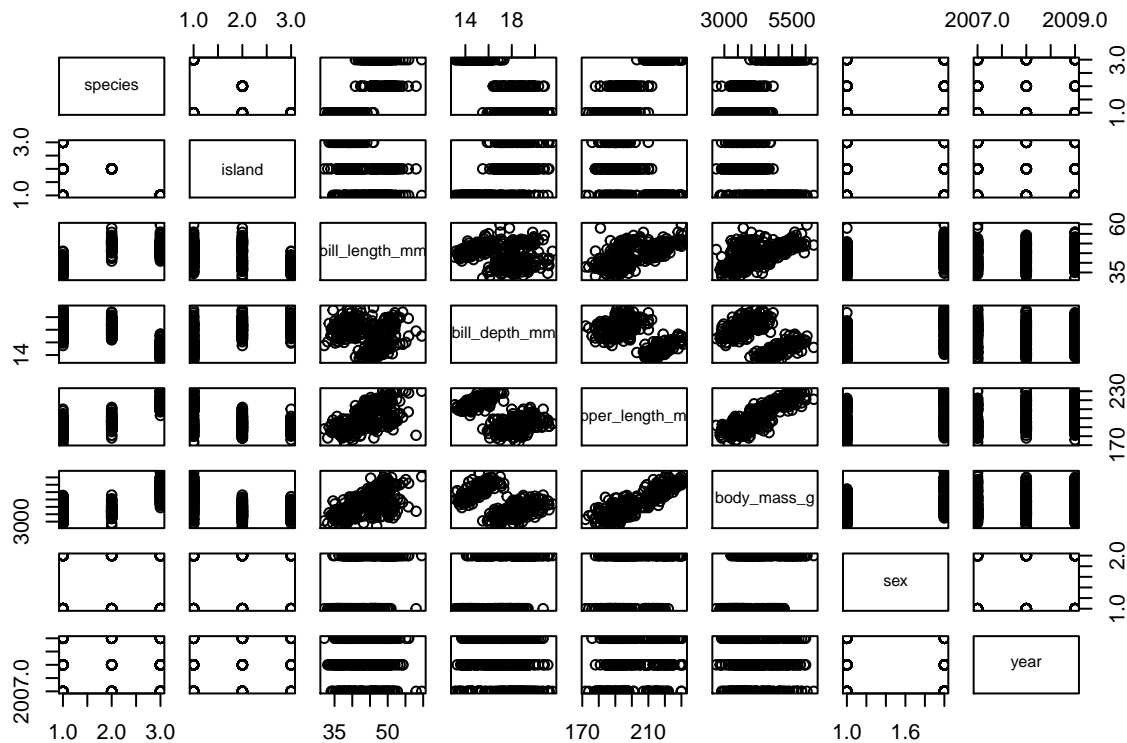 1.0 2.0 3.0 14 18 3000 5500 2007.0 2009.0
species 1.0 3.0
1.0 3.0 island
bill_length_mm 35 60
14 bill_depth_mm
oper_length_m 170 230
3000 body_mass_g
sex 1.0 2.0
2007.0 year
1.0 2.0 3.0 35 50 170 210 1.0 1.6